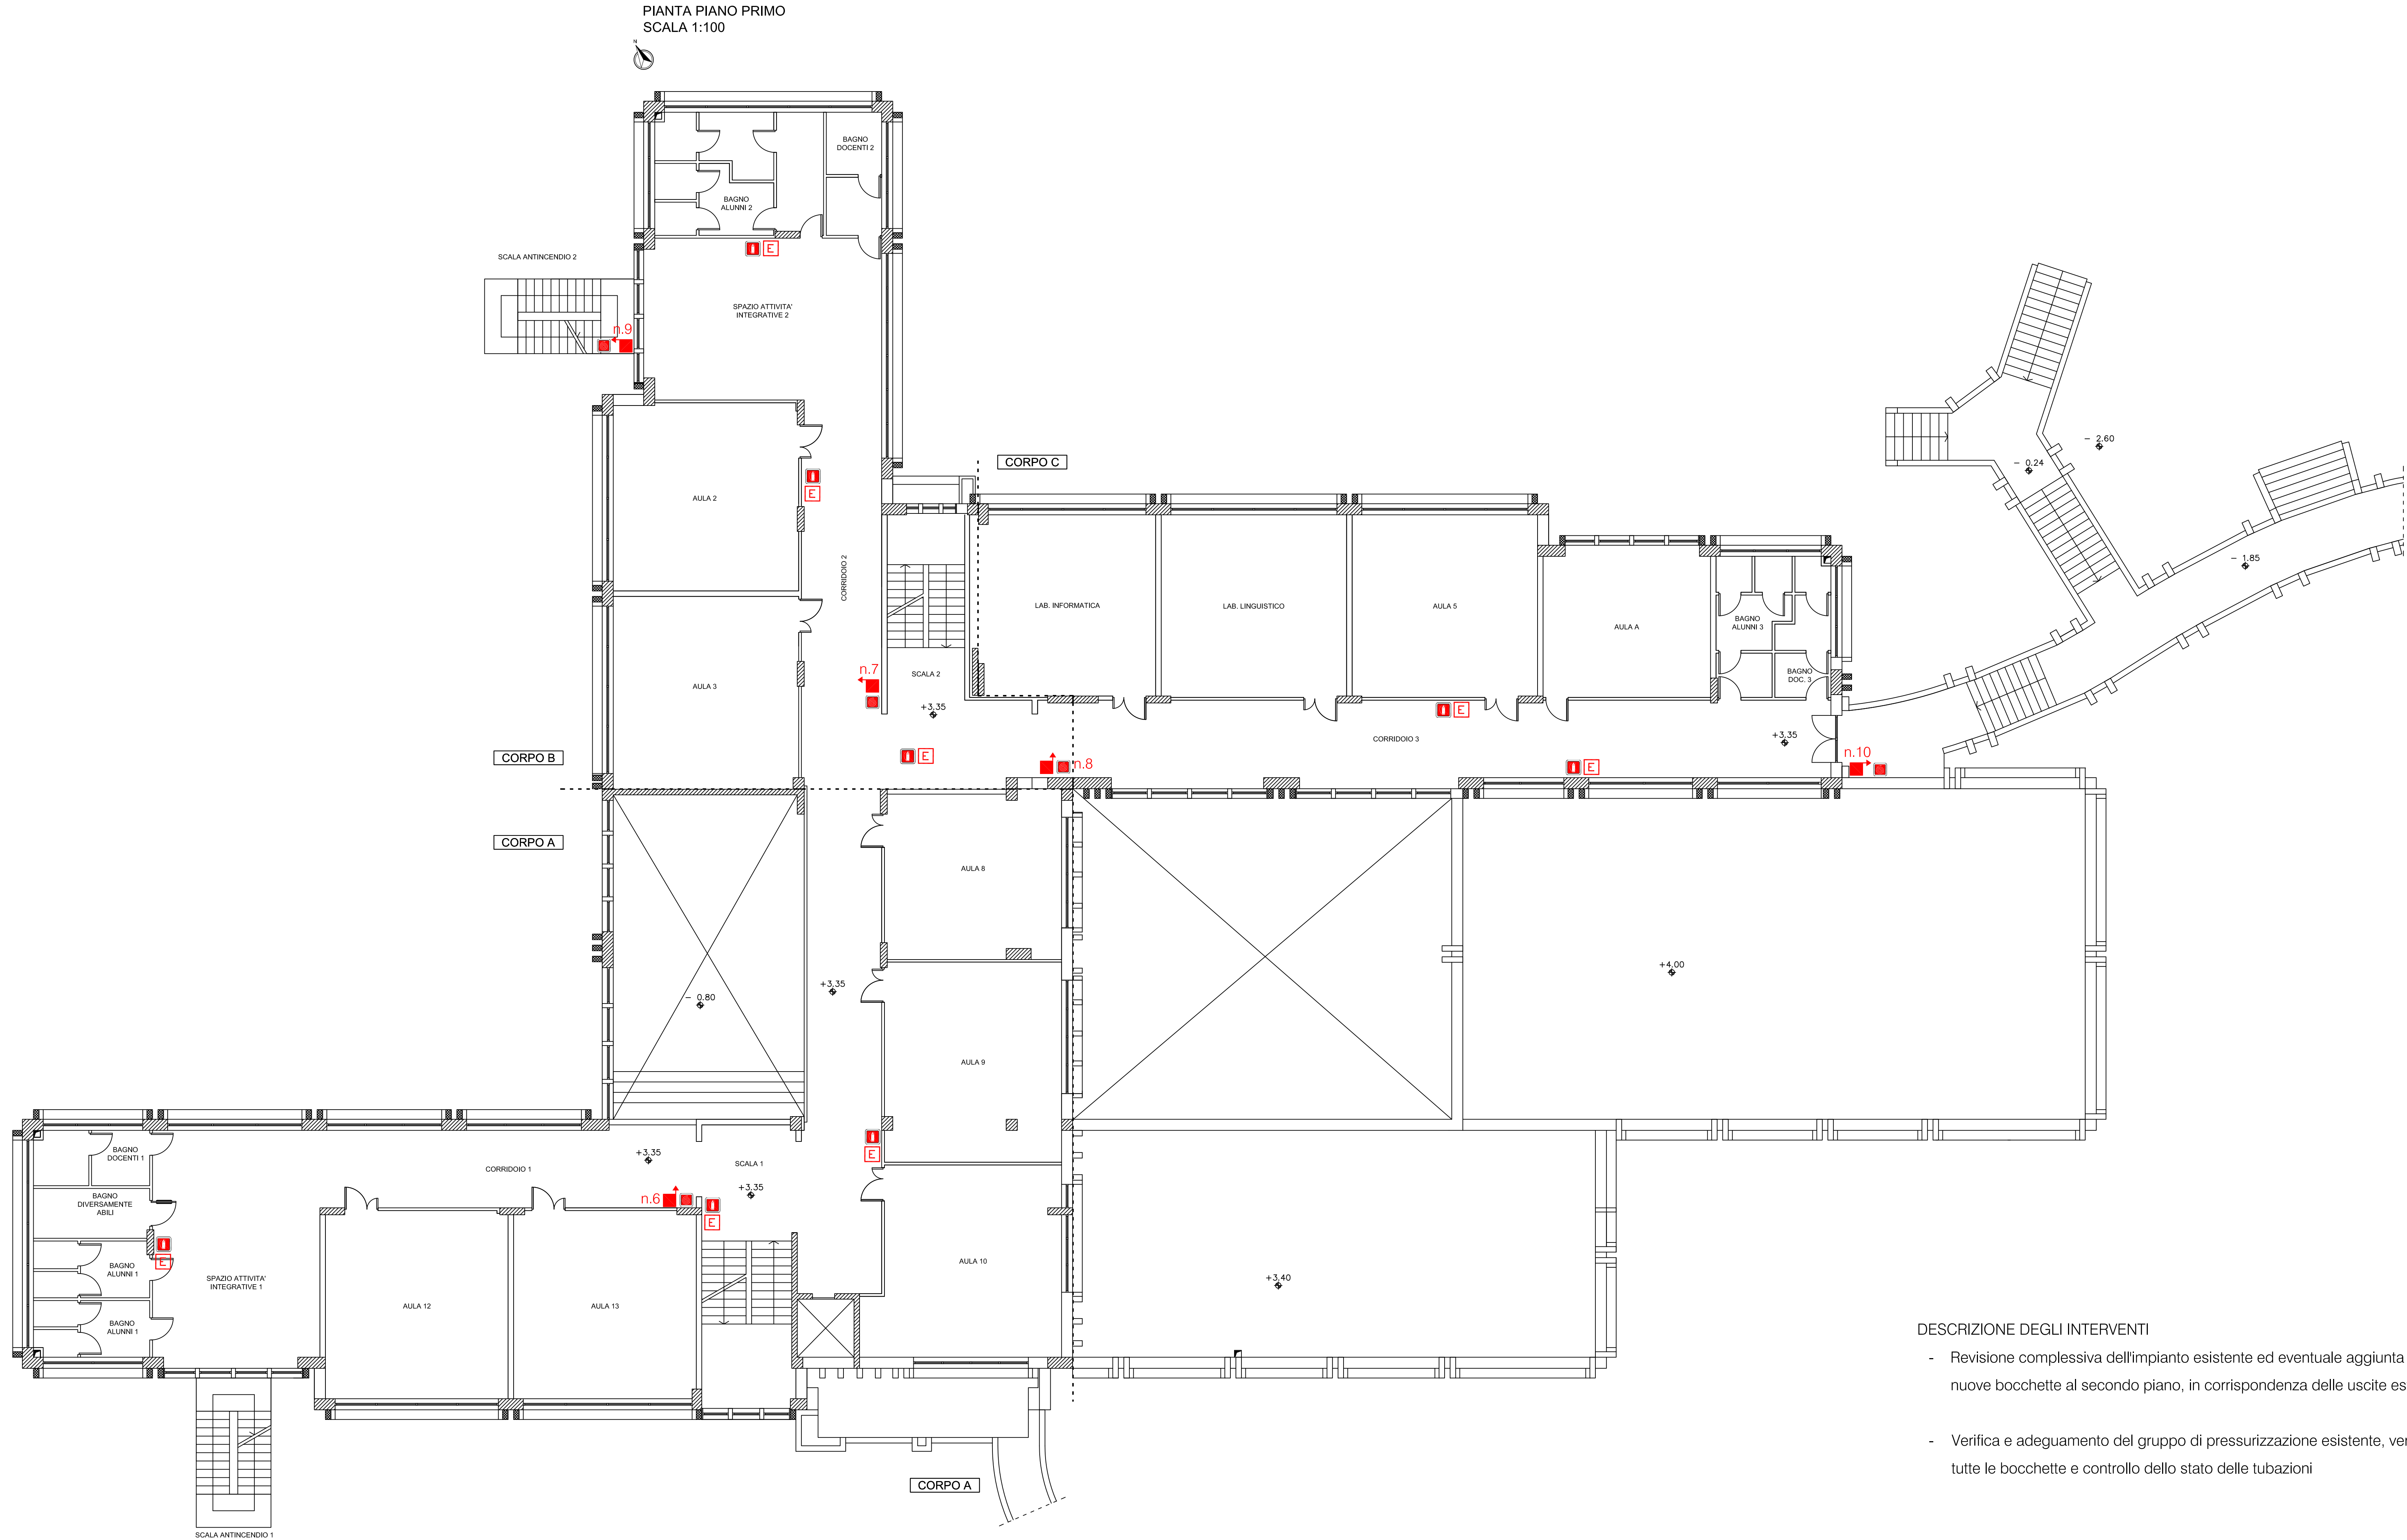 PIANTA PIANO PRIMO
SCALA 1:100
N
BAGNO
DOCENTI 2
BAGNO
ALUNNI 2
E
SCALA ANTINCENDIO 2
SPAZIO ATTIVITA'
INTEGRATIVE 2
n.9
CORPO C
- 2.60
- 0.24
AULA 2
E
- 1.85
CORRIDOIO 2
LAB. INFORMATICA
LAB. LINGUISTICO
AULA 5
AULA A
BAGNO
ALUNNI 3
n.7
SCALA 2
AULA 3
BAGNO
DOC. 3
+3.35
E
CORRIDOIO 3
+3.35
CORPO B
E
n.8
E
n.10
CORPO A
AULA 8
+4.00
+3.35
- 0.80
AULA 9
BAGNO
DOCENTI 1
+3.35
E
CORRIDOIO 1
SCALA 1
BAGNO
DIVERSAMENTE
ABILI
+3.35
n.6
E
E
BAGNO
ALUNNI 1
SPAZIO ATTIVITA'
INTEGRATIVE 1
AULA 10
+3.40
AULA 12
AULA 13
BAGNO
ALUNNI 1
DESCRIZIONE DEGLI INTERVENTI
- Revisione complessiva dell'impianto esistente ed eventuale aggiunta
nuove bocchette al secondo piano, in corrispondenza delle uscite es
- Verifica e adeguamento del gruppo di pressurizzazione esistente, ver
tutte le bocchette e controllo dello stato delle tubazioni
CORPO A
SCALA ANTINCENDIO 1